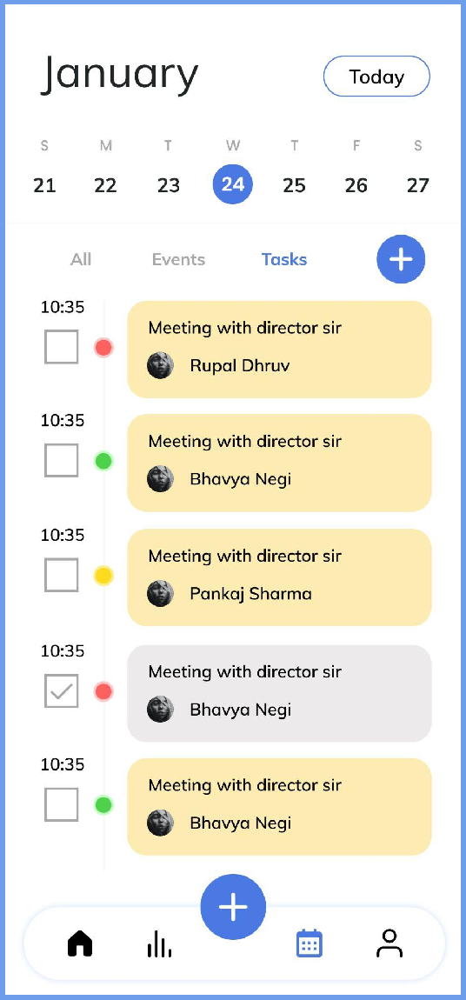 January Today
S M T W T F S
21 22 23 24 25 26 27
All Events Tasks
10:35
Meeting with director sir
Rupal Dhruv
10:35
Meeting with director sir
Bhavya Negi
10:35
Meeting with director sir
Pankaj Sharma
10:35
Meeting with director sir
Bhavya Negi
10:35
Meeting with director sir
Bhavya Negi